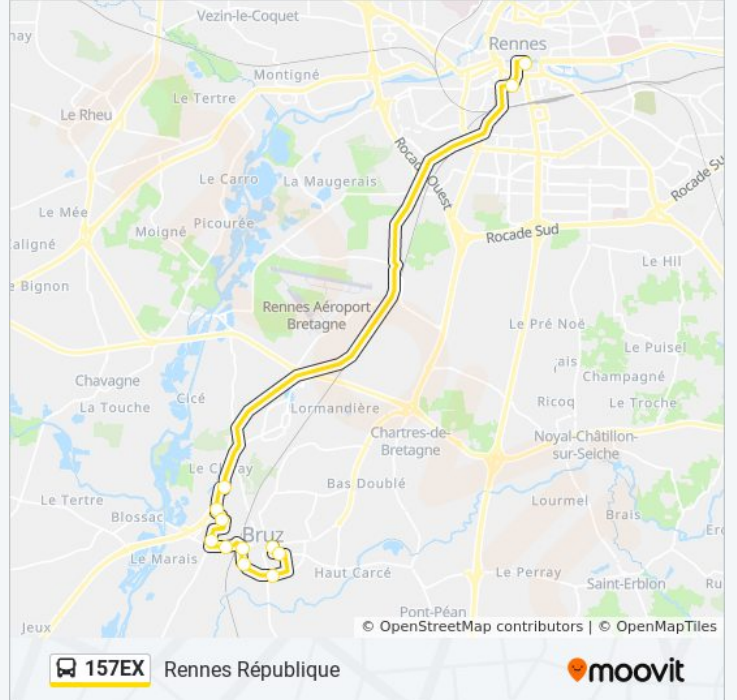 Vezin-le-Coquet
Rennes
nay
Montigné
Le Tertre
Le Rheu
Rocade Ouest
Rocade Su
Le Carro
La Maugerais
Le Mée
Picourée
Moigné
aligné
Rocade Sud
Le Hil
e Bignon
Rennes Aéroport
Bretagne
Le Pré Noë
Le Puisel
ais
Champagné
Chavagne
Cicé
La Touche
Lormandière
Ricoq
Le Troche
Chartres-de-
Bretagne
Noyal-Châtillon-
sur-Seiche
Bas Doublé
Le Tertre
Lourmel
Blossac
Brais
Bruz
Le Marais
Haut Carcé
Le Perray
Saint-Erblon
Ru
Pont-Péan
Jeux
© OpenStreetMap contributors | © OpenMapTiles
157EX Rennes République
moovit